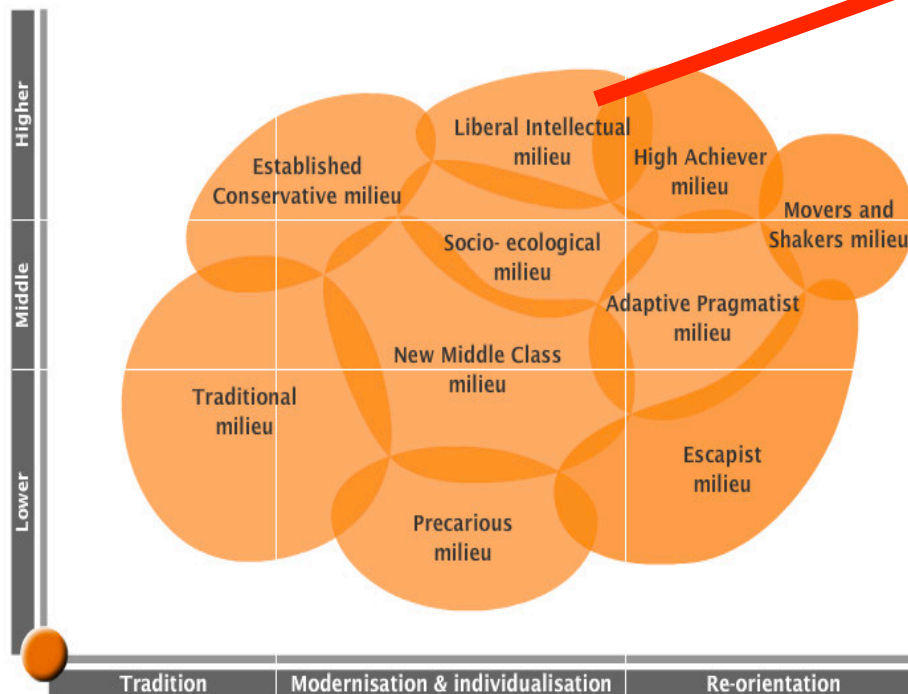 Higher
Middle
Lower
Liberal Intellectual
milieu
Established
Conservative milieu
High Achiever
milieu
Movers and
Shakers milieu
Socio- ecological
milieu
Adaptive Pragmatist
milieu
New Middle Class
milieu
Traditional
milieu
Escapist
milieu
Precarious
milieu
Tradition
Modernisation & individualisation
Re-orientation